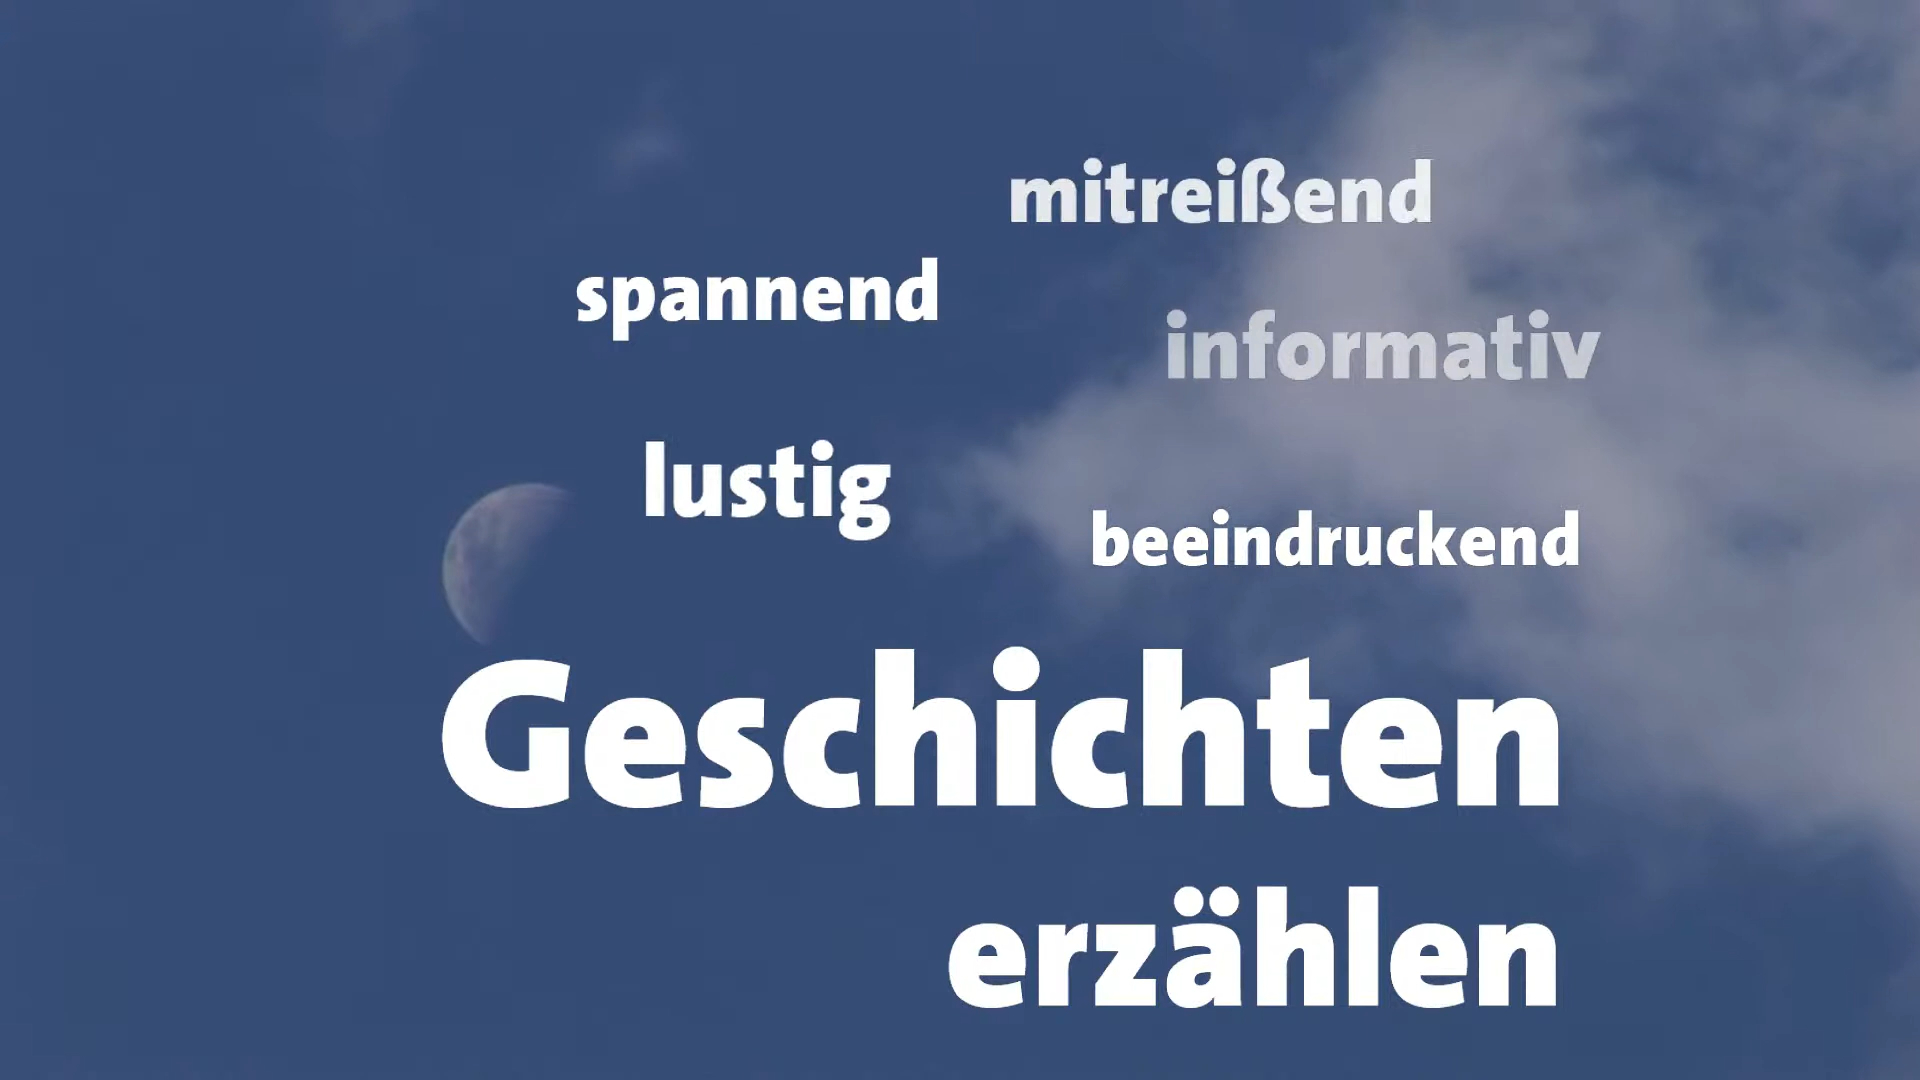 mitreißend
spannend
informativ
lustig
beeindruckend
Geschichten
erzählen